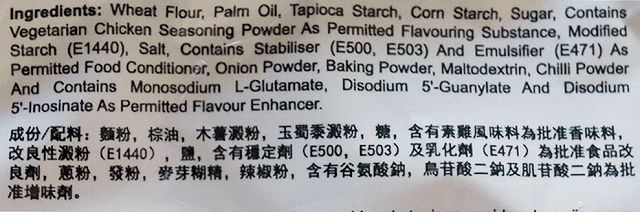 Ingredients: Wheat Flour, Palm Oil, Tapioca Starch, Corn Starch, Sugar, Contains
Vegetarian Chicken Seasoning Powder As Permitted Flavouring Substance, Modified
Starch (E1440), Salt, Contains Stabiliser (E500, E503) And Emulsifier (E471) As
Permitted Food Conditioner, Onion Powder, Baking Powder, Maltodextrin, Chilli Powder
And Contains Monosodium L-Glutamate, Disodium 5'-Guanylate And Disodium
5'-Inosinate As Permitted Flavour Enhancer.
成份/配料：麵粉，棕油，木薯澱粉，玉蜀黍澱粉，糖，含有素雞風味料為批准香味料，
改良性澱粉（E1440），鹽，含有穩定劑（E500, E503）及乳化劑（E471）為批准食品改
良劑，蔥粉，發粉，麥芽糊精，辣椒粉，含有谷氨酸鈉，鳥苷酸二鈉及肌苷酸二鈉為批
准增味劑。